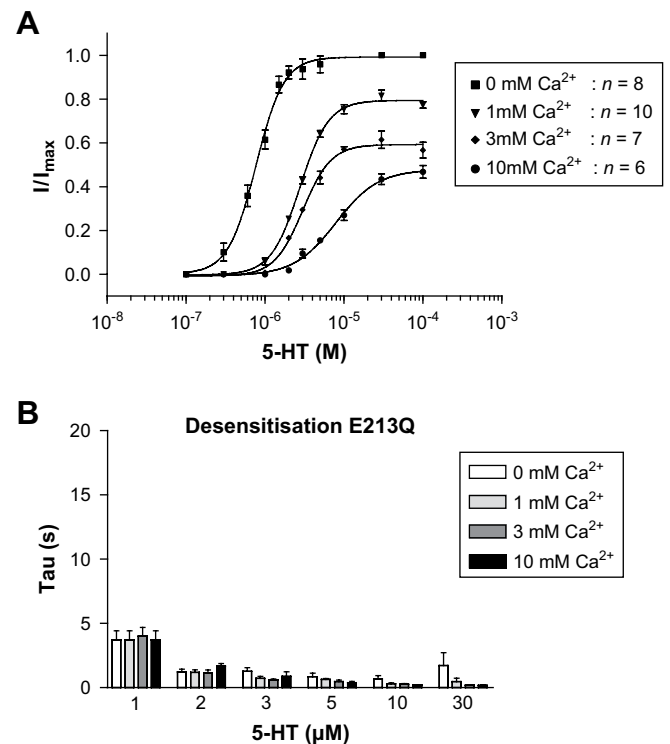 A
1.0
0.8
0.6
0.4
0.2
0.0
I/Imax
10⁻⁸
10⁻⁷
10⁻⁶
10⁻⁵
10⁻⁴
10⁻³
5-HT (M)
0 mM Ca²⁺ : n = 8
1mM Ca²⁺ : n = 10
3mM Ca²⁺ : n = 7
10mM Ca²⁺ : n = 6
B
Desensitisation E213Q
20
15
10
5
0
Tau (s)
1
2
3
5
10
30
5-HT (µM)
0 mM Ca²⁺
1 mM Ca²⁺
3 mM Ca²⁺
10 mM Ca²⁺